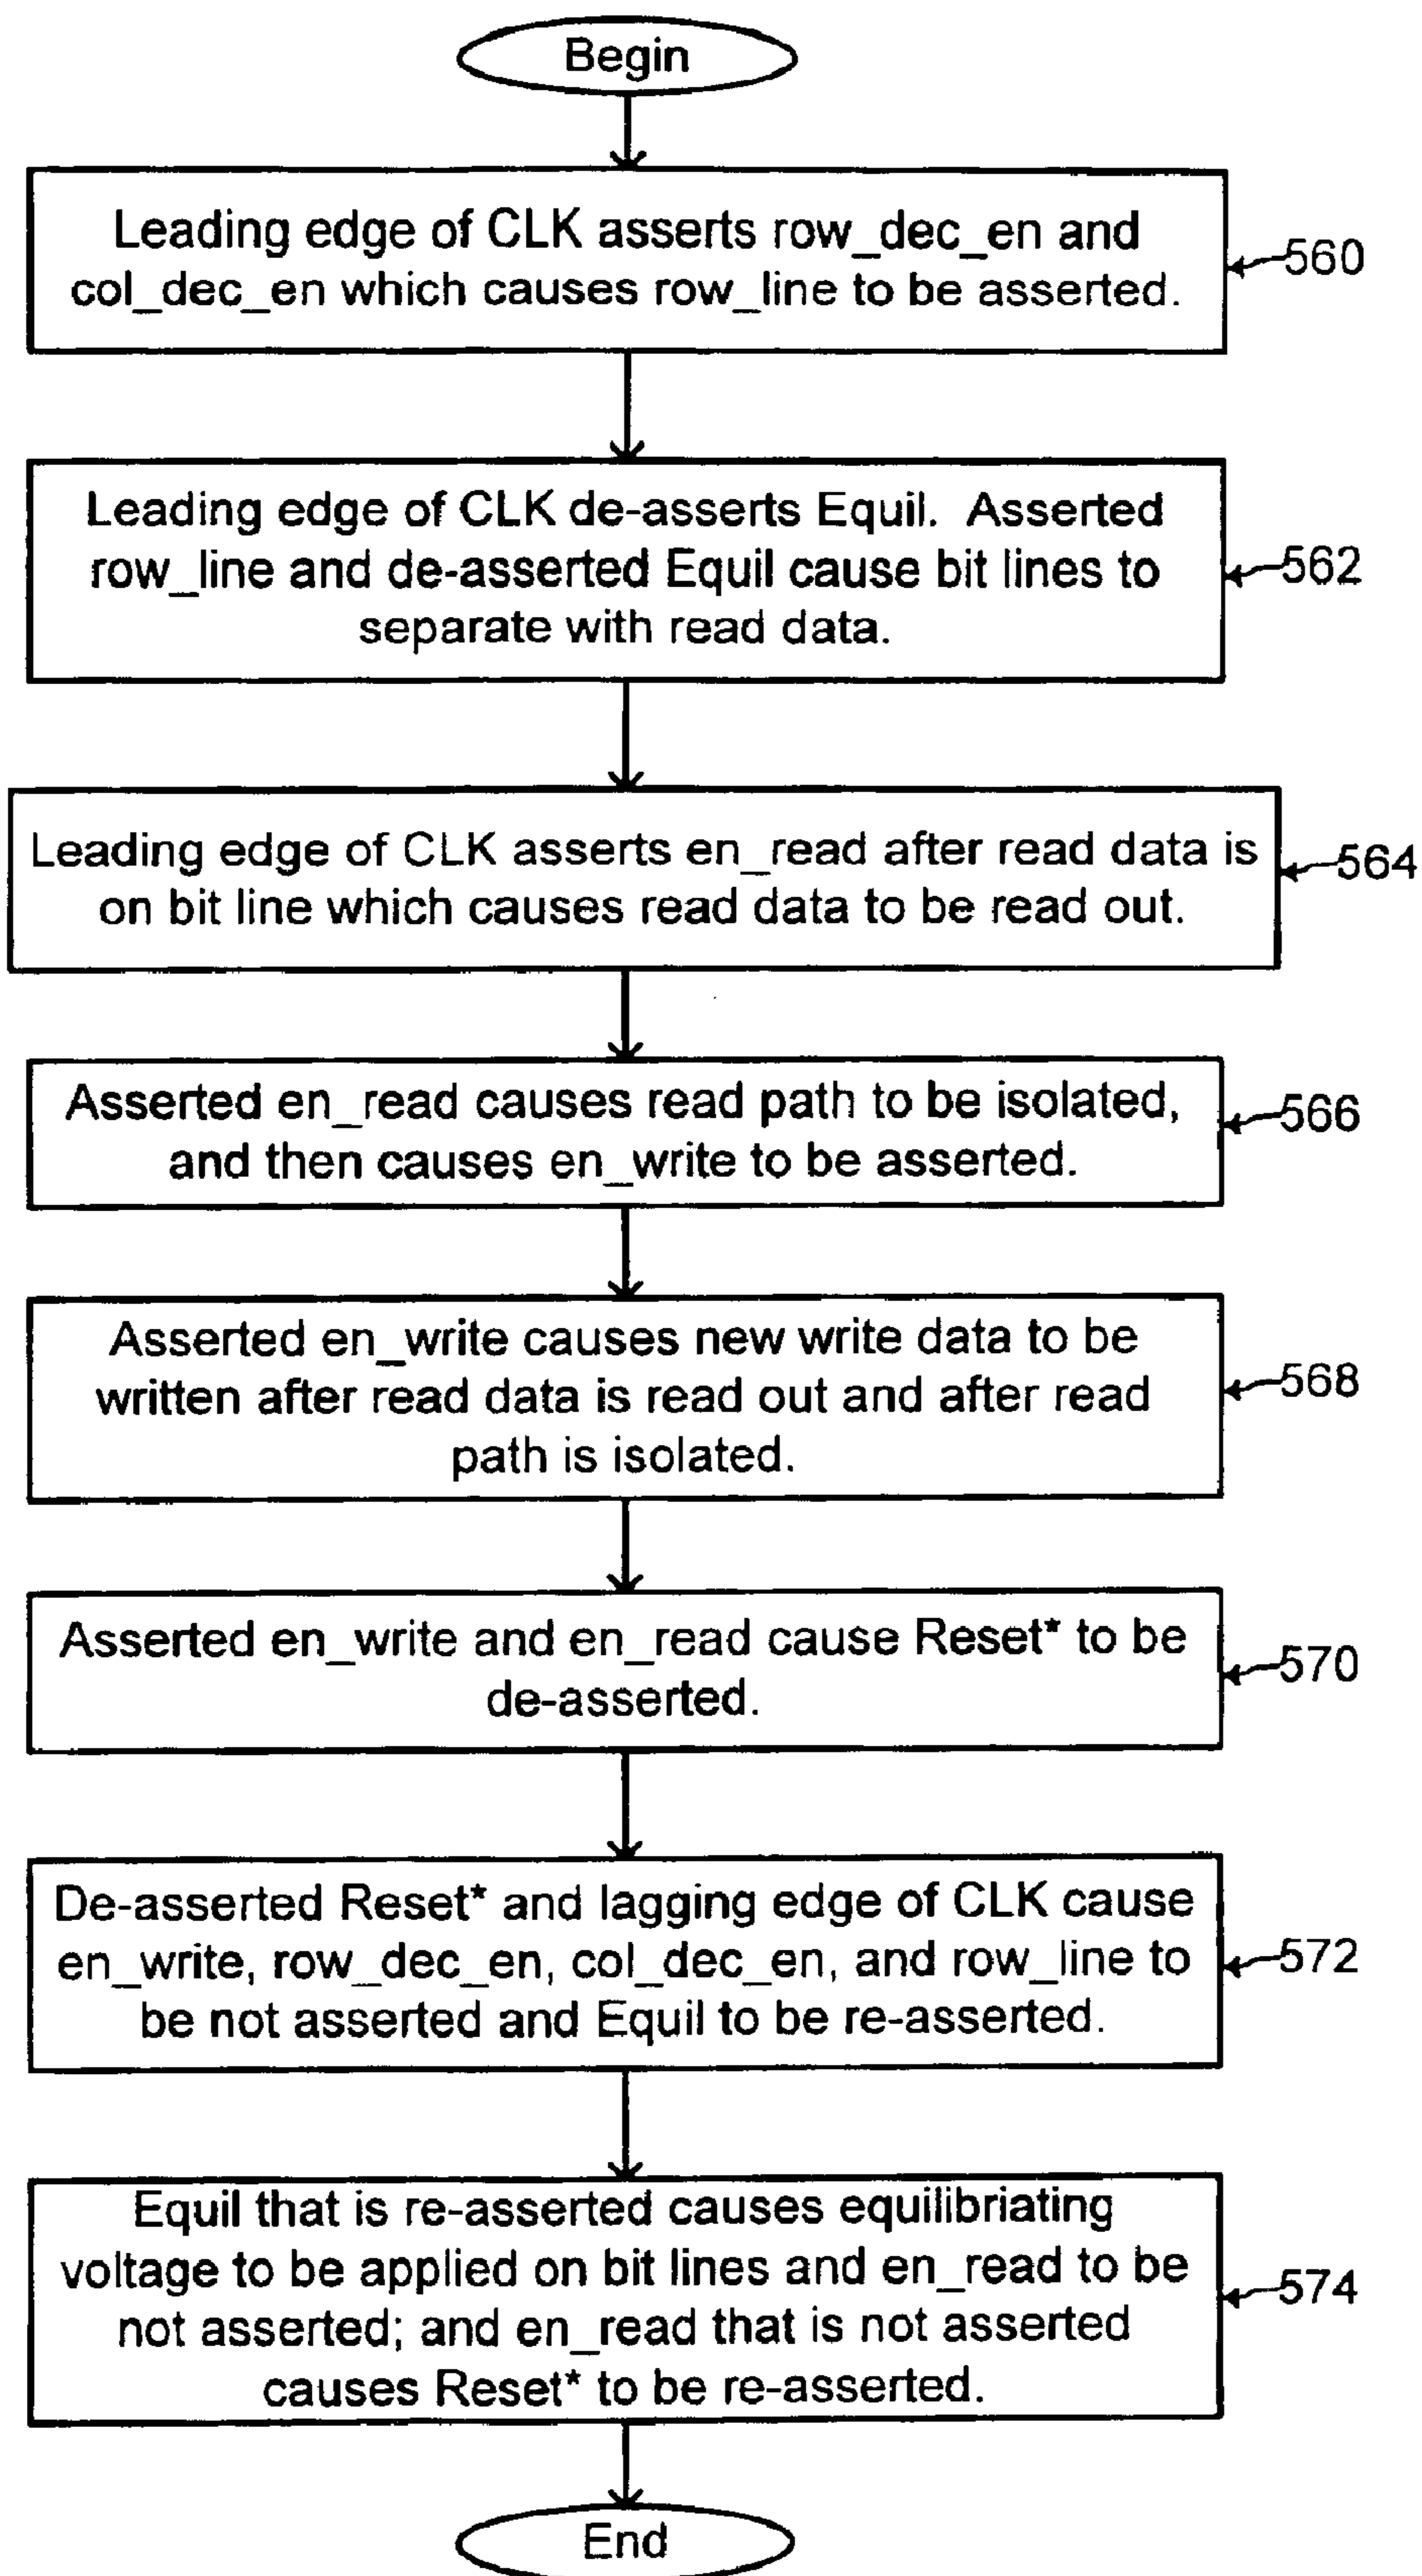 Begin
Leading edge of CLK asserts row_dec_en and
col_dec_en which causes row_line to be asserted.
560
Leading edge of CLK de-asserts Equil. Asserted
row_line and de-asserted Equil cause bit lines to
separate with read data.
562
Leading edge of CLK asserts en_read after read data is
on bit line which causes read data to be read out.
564
Asserted en_read causes read path to be isolated,
and then causes en_write to be asserted.
566
Asserted en_write causes new write data to be
written after read data is read out and after read
path is isolated.
568
Asserted en_write and en_read cause Reset* to be
de-asserted.
570
De-asserted Reset* and lagging edge of CLK cause
en_write, row_dec_en, col_dec_en, and row_line to
be not asserted and Equil to be re-asserted.
572
Equil that is re-asserted causes equilibriating
voltage to be applied on bit lines and en_read to be
not asserted; and en_read that is not asserted
causes Reset* to be re-asserted.
574
End